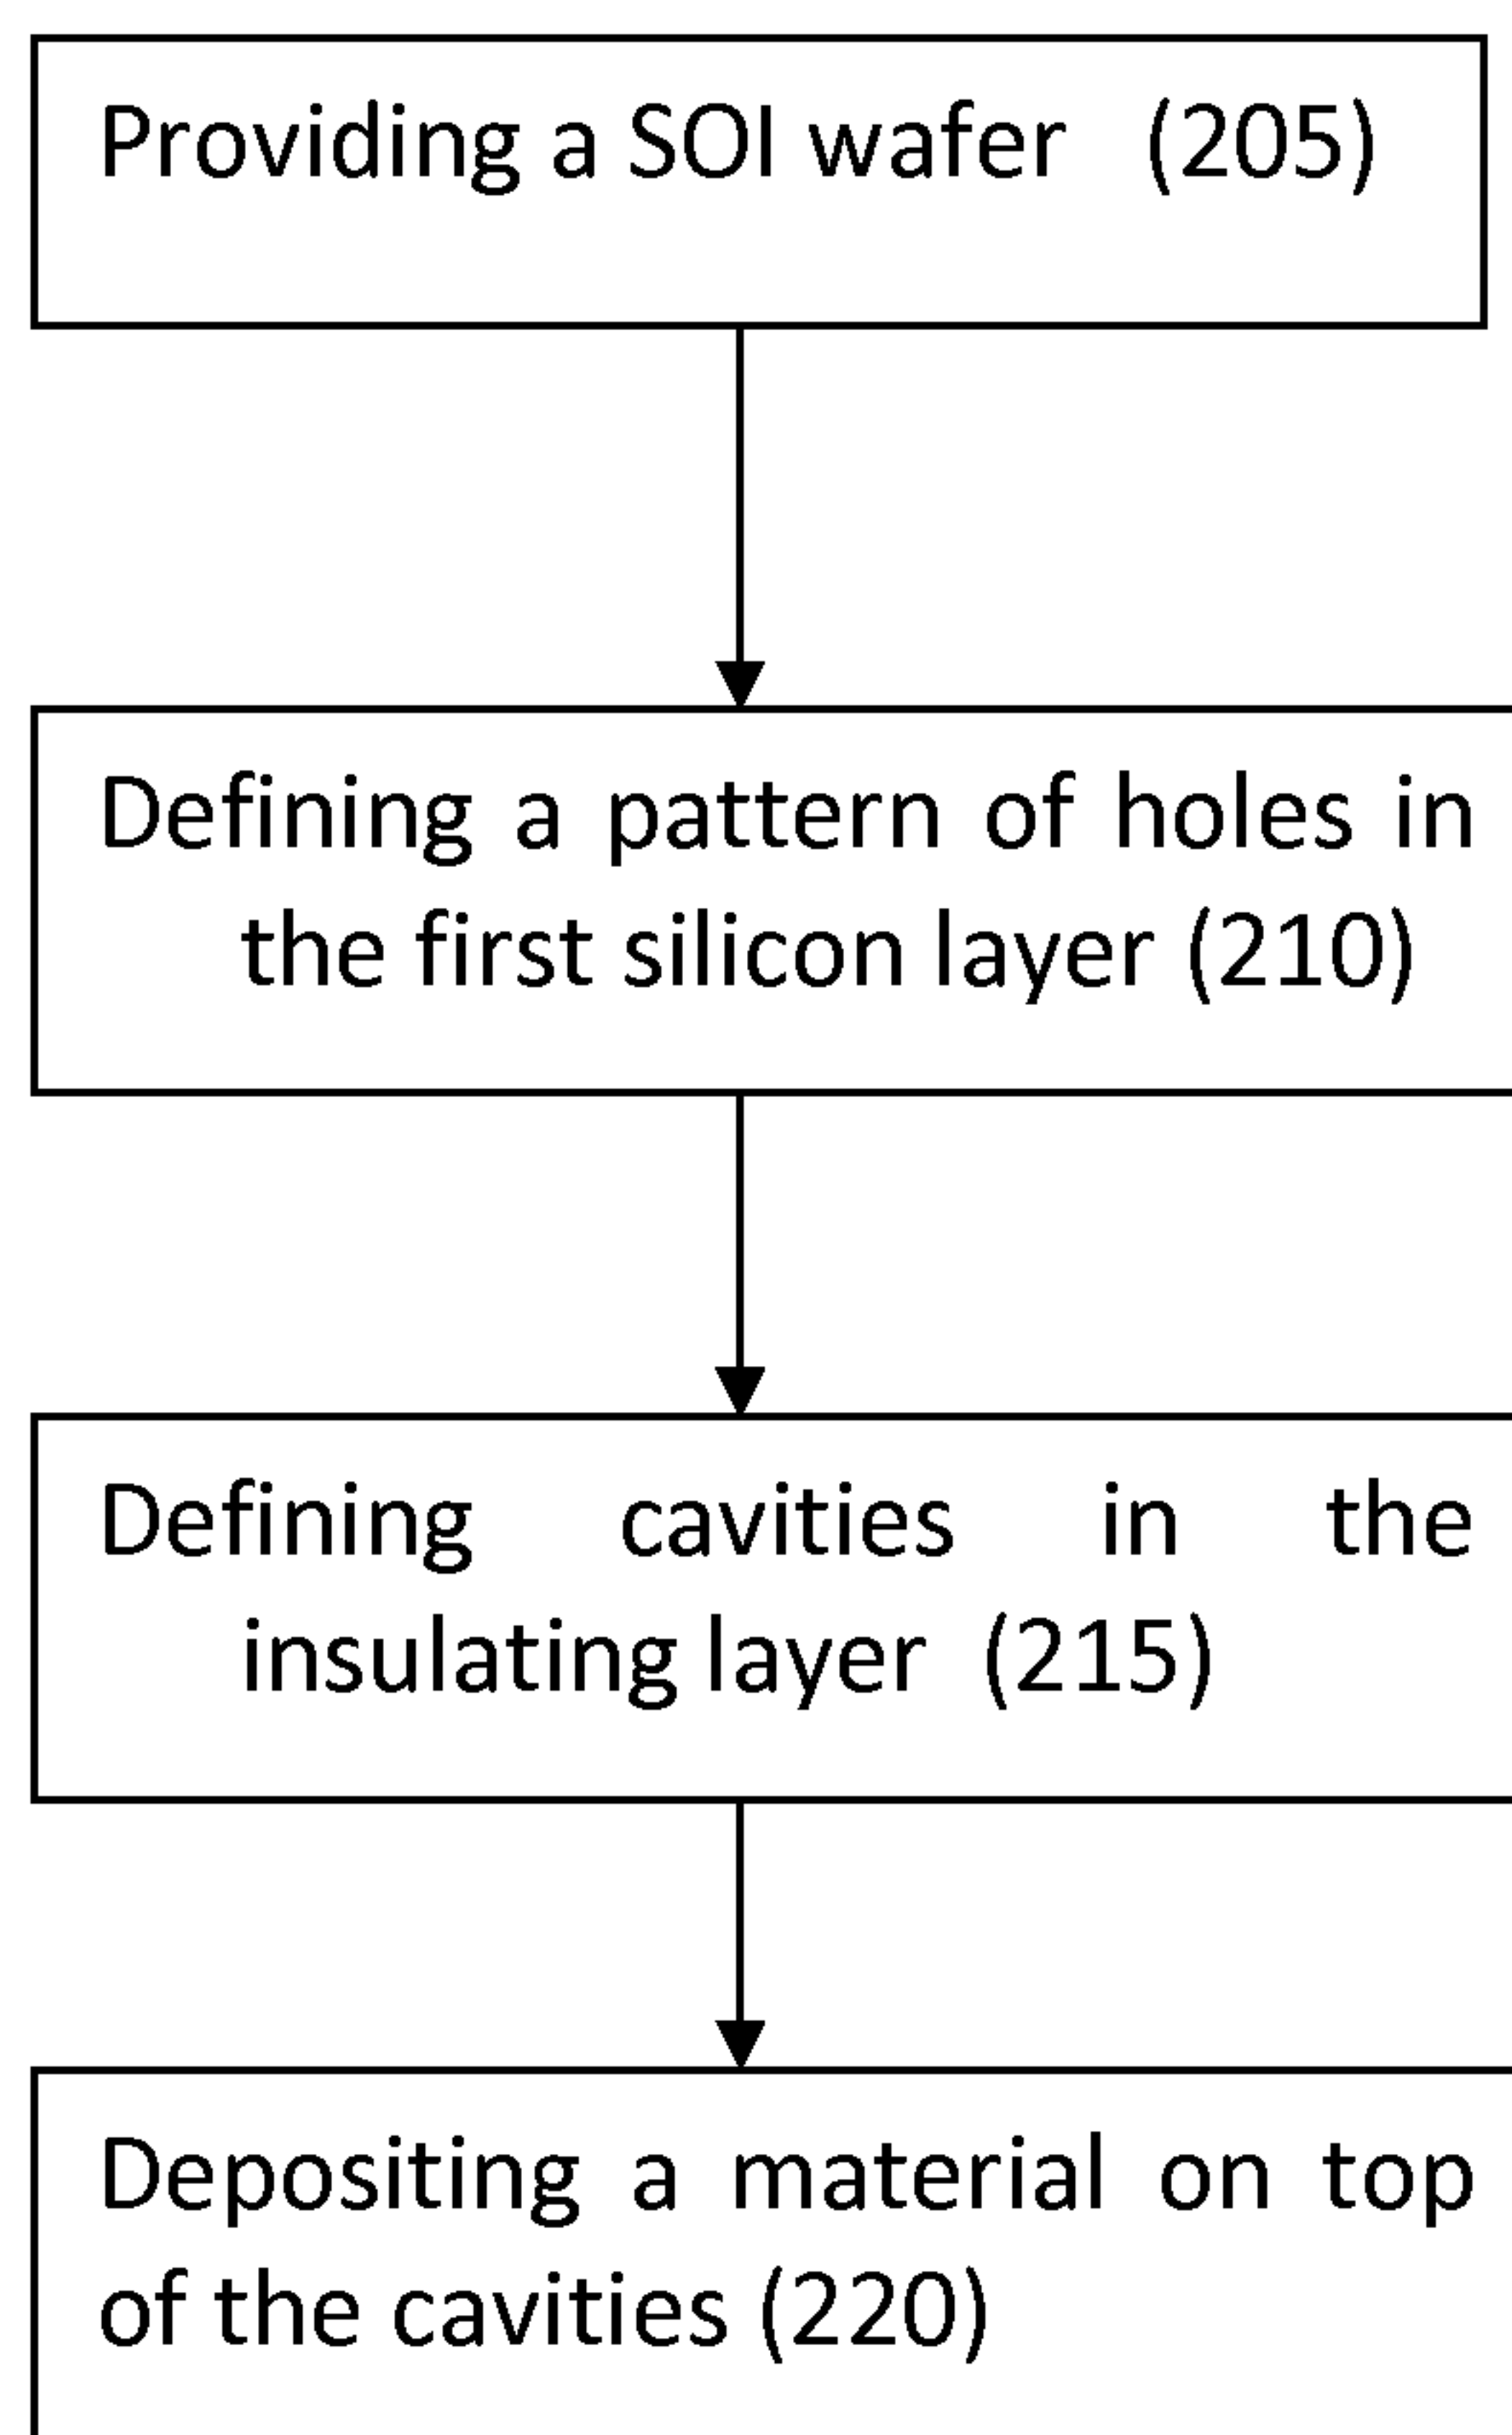 Providing a SOI wafer (205)
Defining a pattern of holes in
the first silicon layer (210)
Defining cavities in the
insulating layer (215)
Depositing a material on top
of the cavities (220)